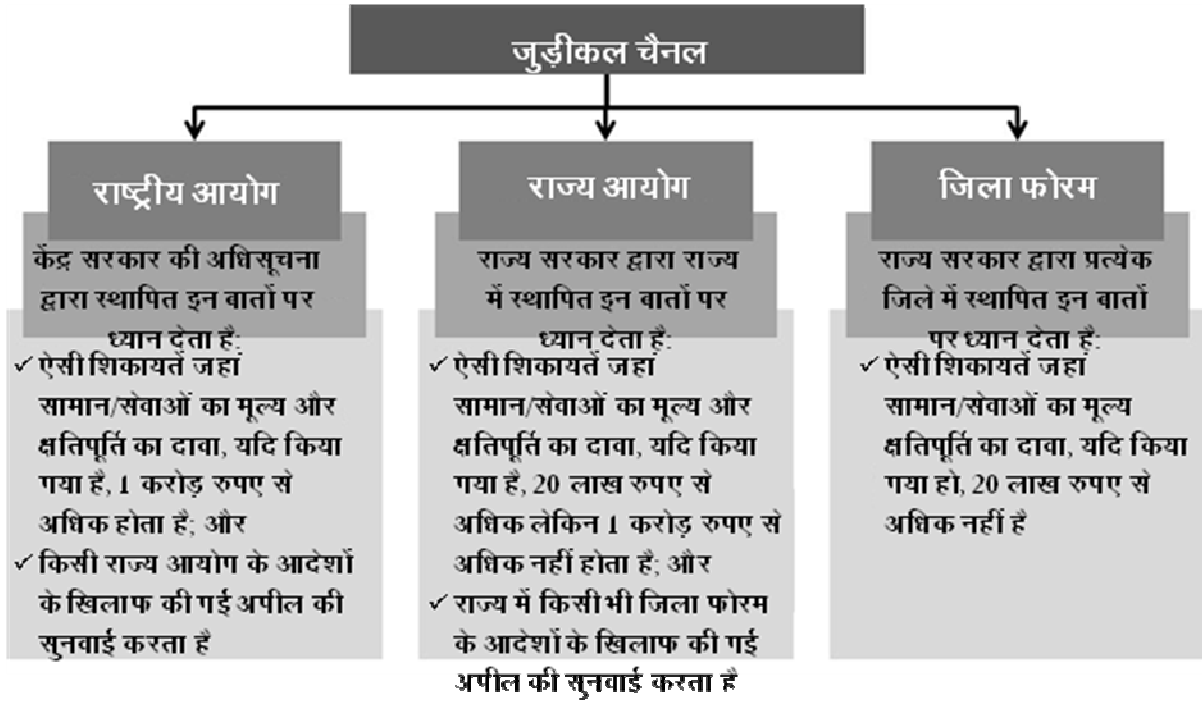 जुड़ीकल चैनल
राष्ट्रीय आयोग
केंद्र सरकार की अधिसूचना
द्वारा स्थापित इन बातों पर
ध्यान देता है:
✓ ऐसी शिकायतें जहां
सामान/सेवाओं का मूल्य और
क्षतिपूर्ति का दावा, यदि किया
गया है, 1 करोड़ रुपए से
अधिक होता है; और
✓ किसी राज्य आयोग के आदेशों
के खिलाफ की गई अपील की
सुनवाई करता है
राज्य आयोग
राज्य सरकार द्वारा राज्य
में स्थापित इन बातों पर
ध्यान देता है:
✓ ऐसी शिकायतें जहां
सामान/सेवाओं का मूल्य और
क्षतिपूर्ति का दावा, यदि किया
गया है, 20 लाख रुपए से
अधिक लेकिन 1 करोड़ रुपए से
अधिक नहीं होता है; और
✓ राज्य में किसी भी जिला फोरम
के आदेशों के खिलाफ की गई
अपील की सुनवाई करता है
जिला फोरम
राज्य सरकार द्वारा प्रत्येक
जिले में स्थापित इन बातों
पर ध्यान देता है:
✓ ऐसी शिकायतें जहां
सामान/सेवाओं का मूल्य
क्षतिपूर्ति का दावा, यदि किया
गया हो, 20 लाख रुपए से
अधिक नहीं है